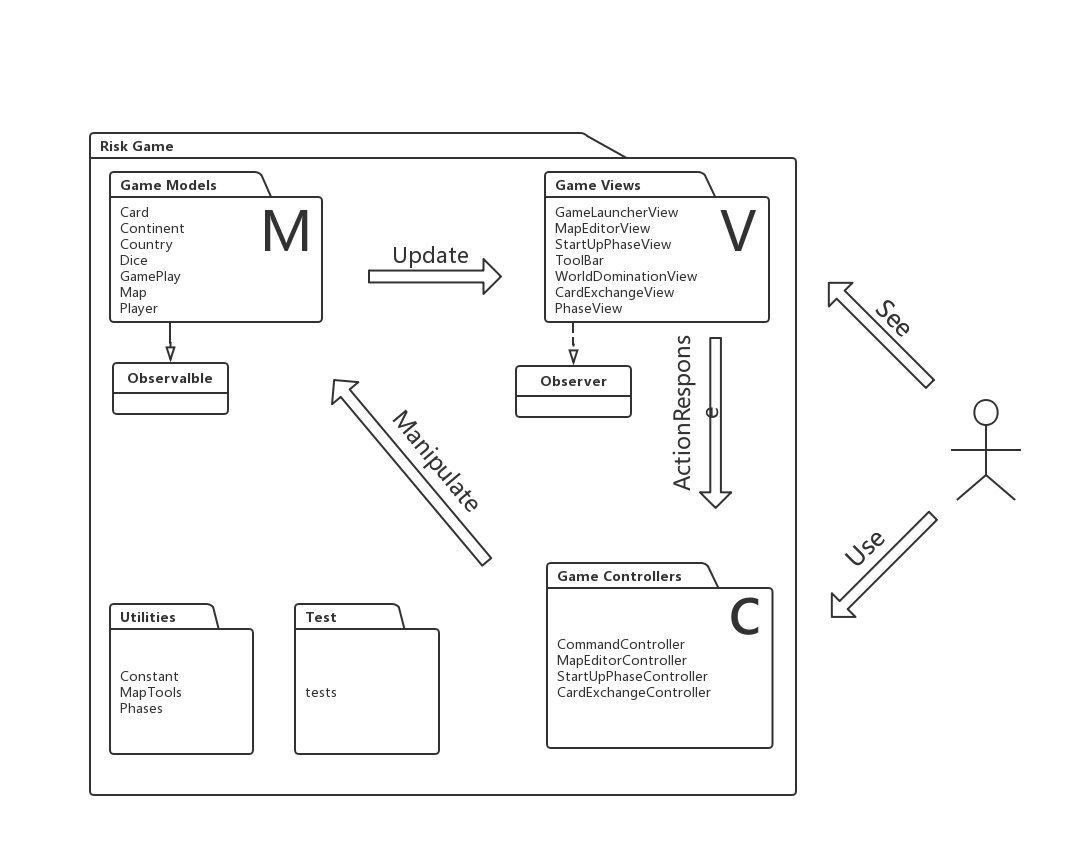 Risk Game
Game Models
M
Card
Continent
Country
Dice
GamePlay
Map
Player
Observalble
Update
Game Views
V
GameLauncherView
MapEditorView
StartUpPhaseView
ToolBar
WorldDominationView
CardExchangeView
PhaseView
Observer
ActionRespons
e
Manipulate
See
Use
Utilities
Constant
MapTools
Phases
Test
tests
Game Controllers
C
CommandController
MapEditorController
StartUpPhaseController
CardExchangeController